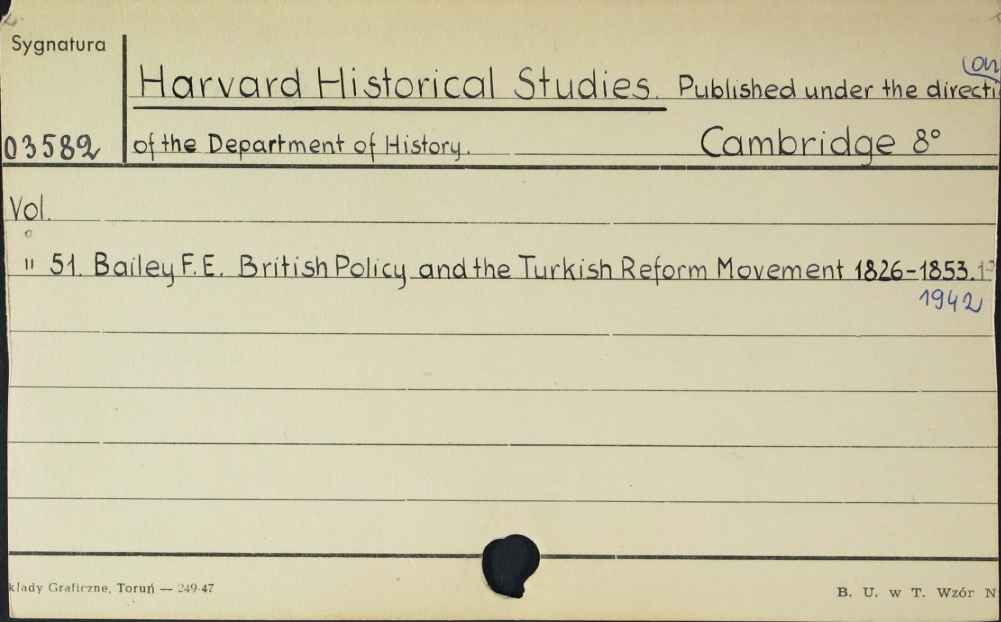 Sygnatura
Harvard Historical Studies. Published under the direction
03582 of the Department of History. Cambridge 8°
Vol.
" 51. Bailey F.E. British Policy and the Turkish Reform Movement 1826-1853.
1942
kłady Graficzne, Toruń — 249-47
B. U. w T. Wzór N